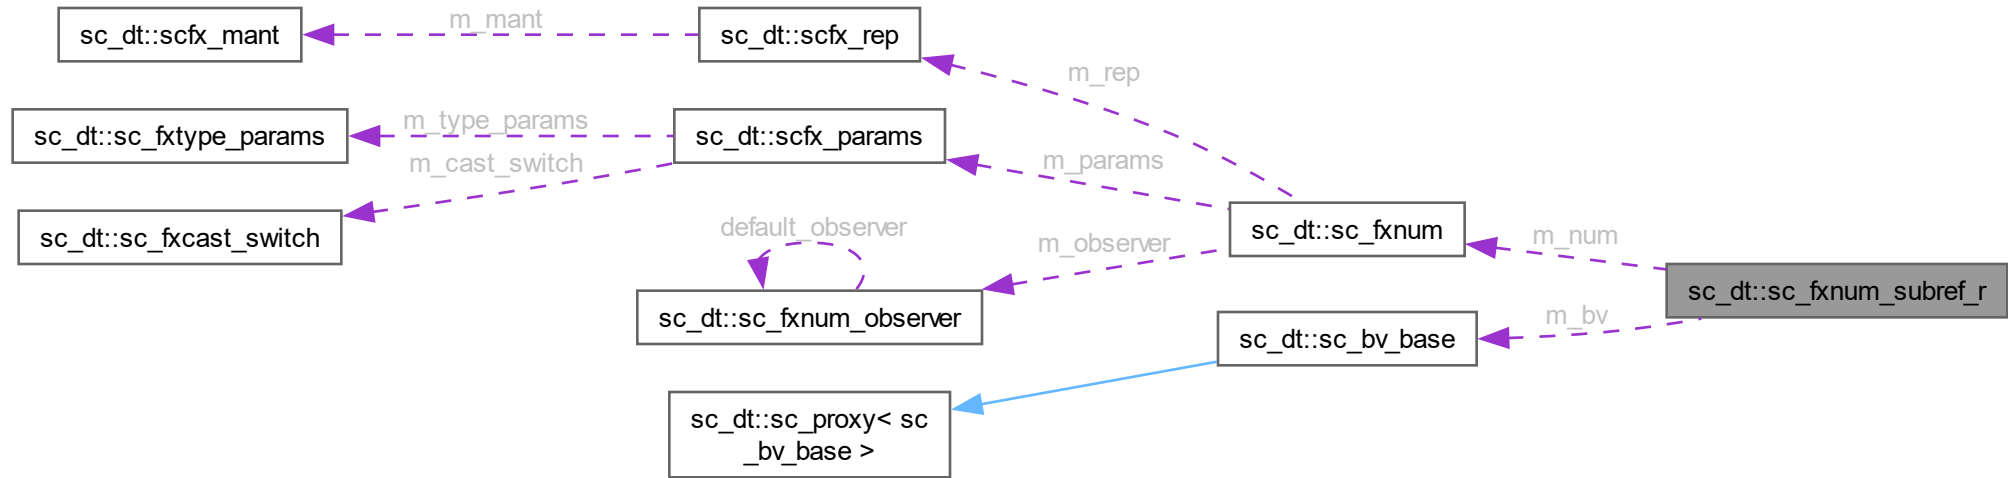 m_mant
sc_dt::scfx_mant
sc_dt::scfx_rep
m_rep
m_type_params
sc_dt::sc_fxtype_params
sc_dt::scfx_params
m_cast_switch
m_params
sc_dt::sc_fxcast_switch
default_observer
m_observer
sc_dt::sc_fxnum
m_num
sc_dt::sc_fxnum_subref_r
sc_dt::sc_fxnum_observer
m_bv
sc_dt::sc_bv_base
sc_dt::sc_proxy< sc
_bv_base >